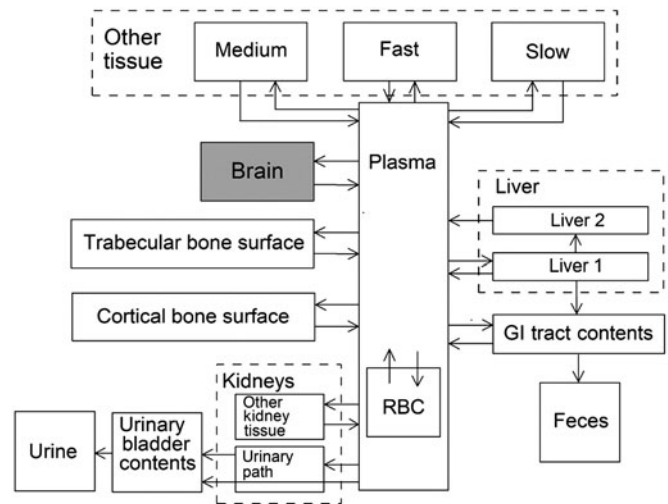 Other
tissue
Medium
Fast
Slow
Plasma
Brain
Liver
Liver 2
Trabecular bone surface
Liver 1
Cortical bone surface
GI tract contents
Kidneys
RBC
Other
kidney
tissue
Feces
Urine
Urinary
bladder
contents
Urinary
path